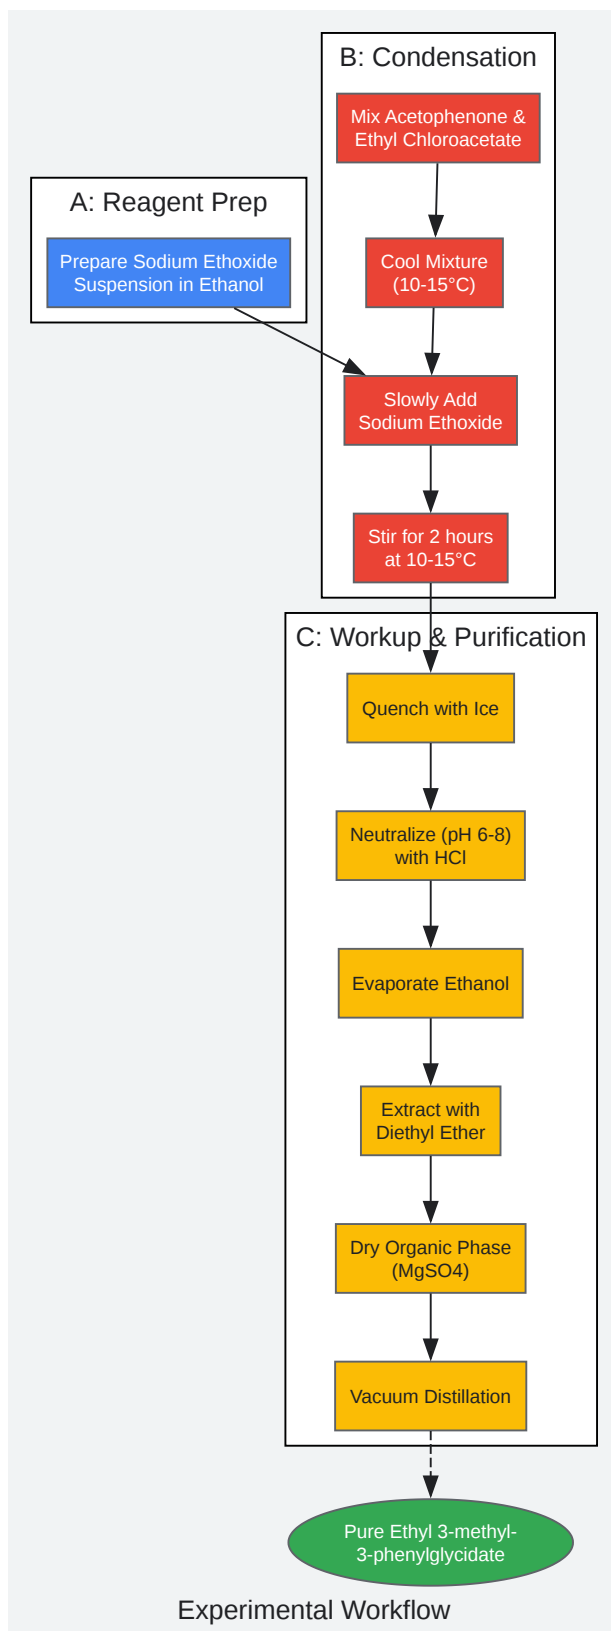 B: Condensation
Mix Acetophenone &
Ethyl Chloroacetate
A: Reagent Prep
Prepare Sodium Ethoxide
Suspension in Ethanol
Cool Mixture
(10-15°C)
Slowly Add
Sodium Ethoxide
Stir for 2 hours
at 10-15°C
C: Workup & Purification
Quench with Ice
Neutralize (pH 6-8)
with HCl
Evaporate Ethanol
Extract with
Diethyl Ether
Dry Organic Phase
(MgSO4)
Vacuum Distillation
Pure Ethyl 3-methyl-
3-phenylglycidate
Experimental Workflow